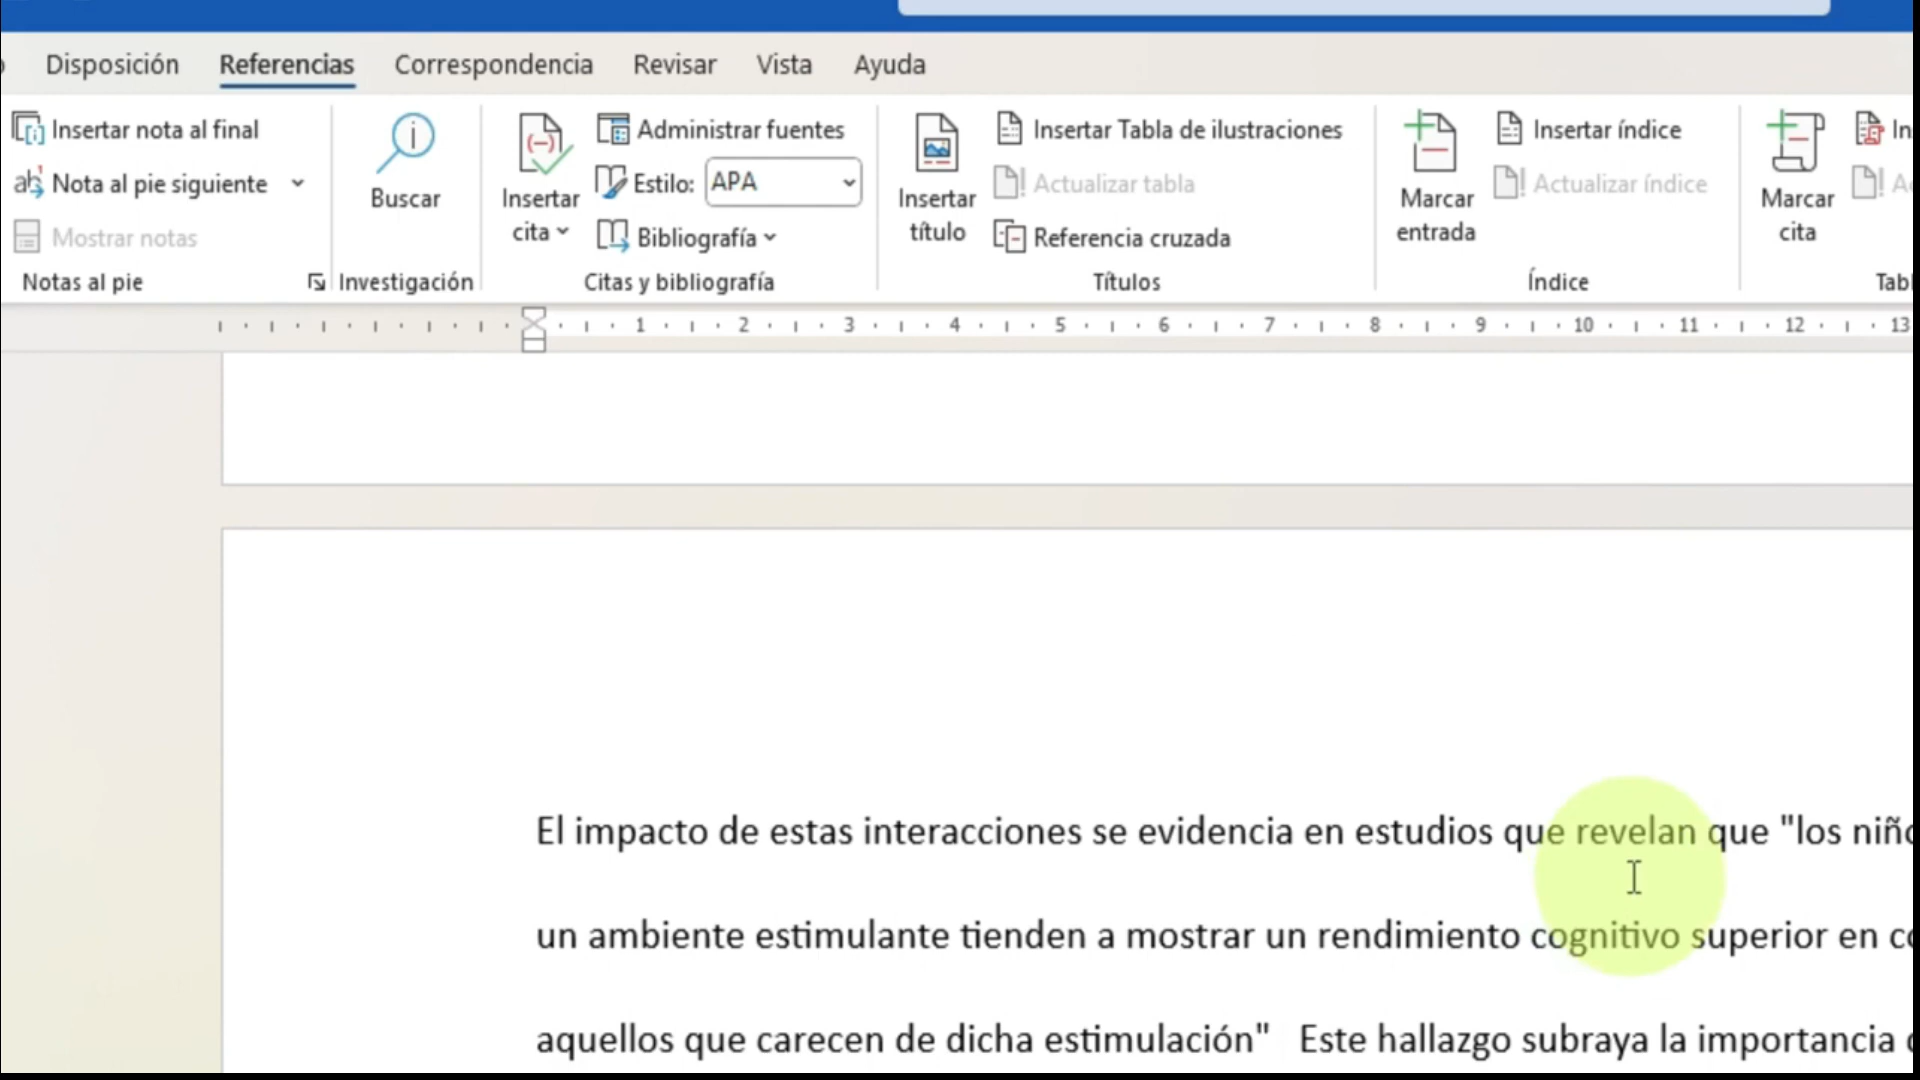 Disposición Referencias Correspondencia Revisar Vista Ayuda
Insertar nota al final
Nota al pie siguiente
Mostrar notas
Notas al pie
Buscar
Investigación
Insertar cita
Administrar fuentes
Estilo: APA
Bibliografía
Citas y bibliografía
Insertar título
Insertar Tabla de ilustraciones
Actualizar tabla
Referencia cruzada
Títulos
Marcar entrada
Insertar índice
Actualizar índice
Índice
Marcar cita
1 2 3 4 5 6 7 8 9 10 11 12 13
El impacto de estas interacciones se evidencia en estudios que revelan que "los
un ambiente estimulante tienden a mostrar un rendimiento cognitivo superior en
aquellos que carecen de dicha estimulación" Este hallazgo subraya la importancia